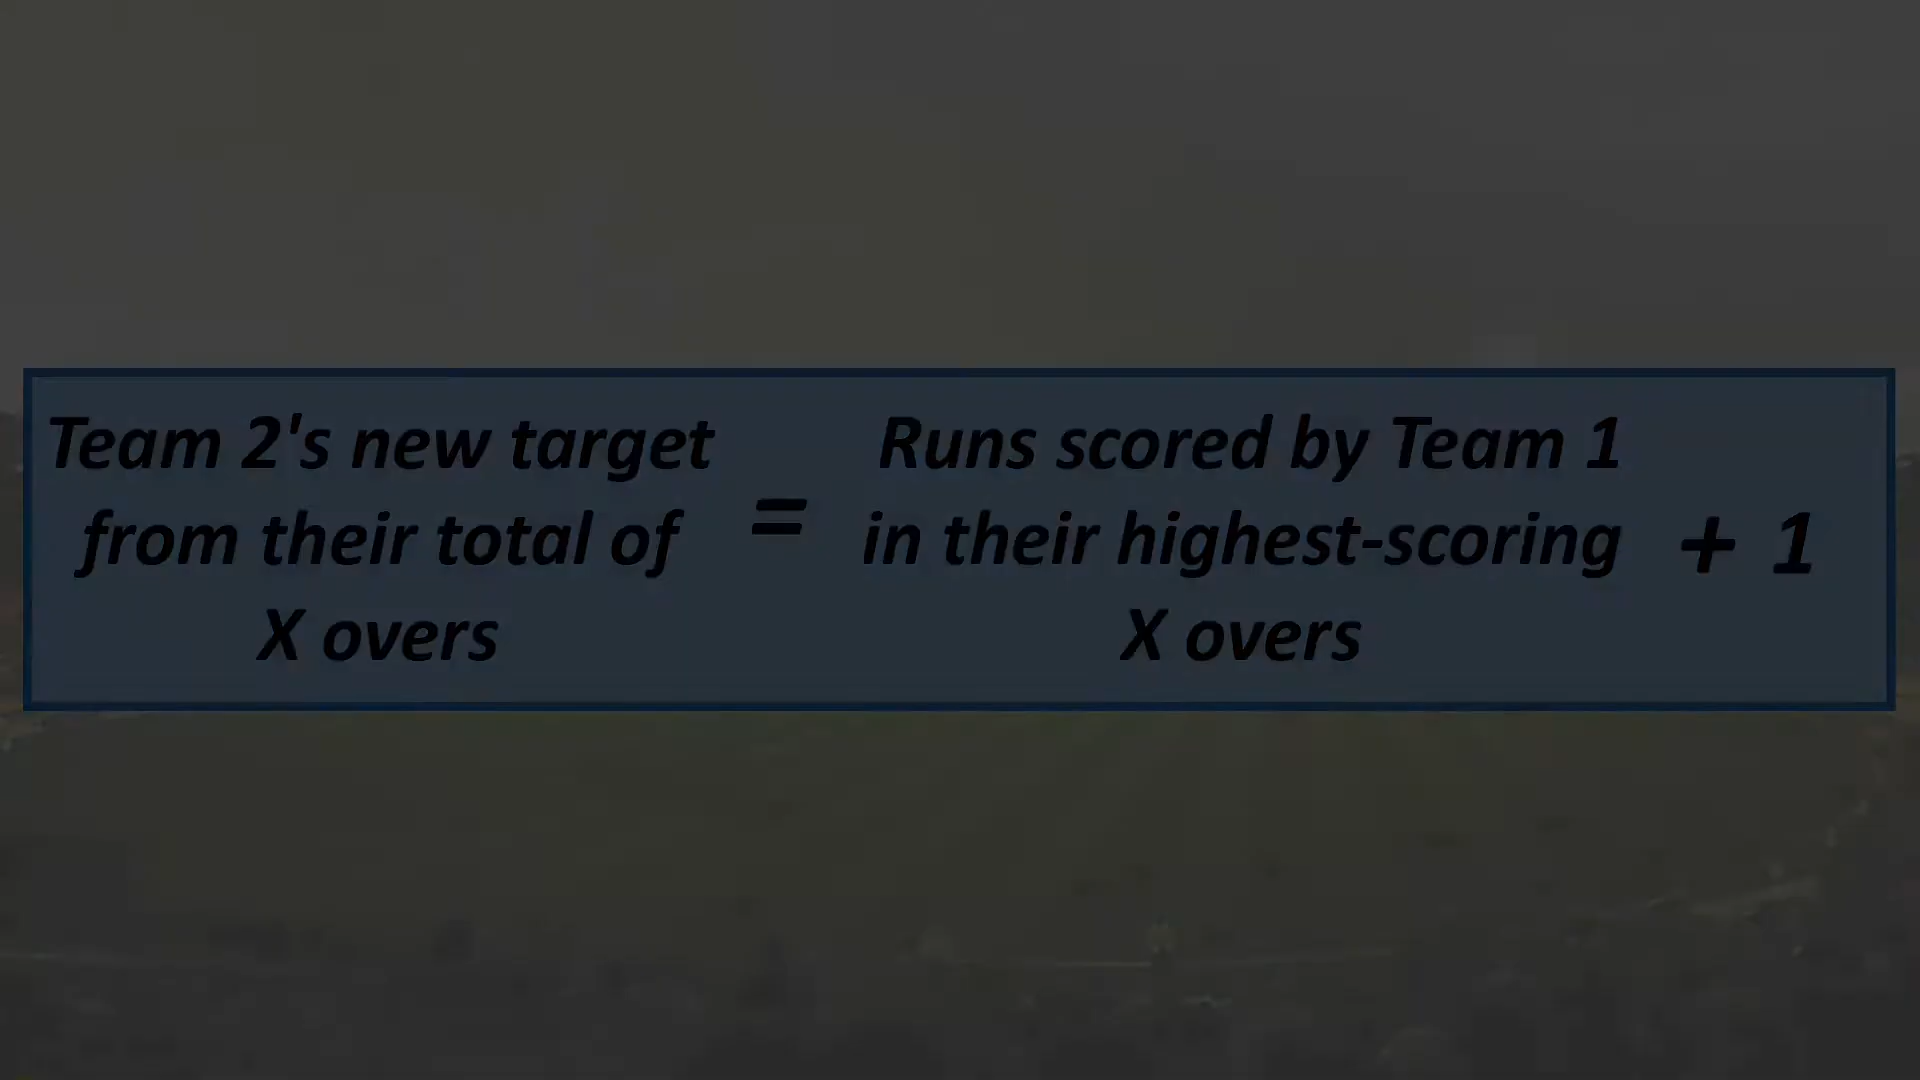 Team 2's new target
from their total of
X overs
=
Runs scored by Team 1
in their highest-scoring
X overs
+ 1